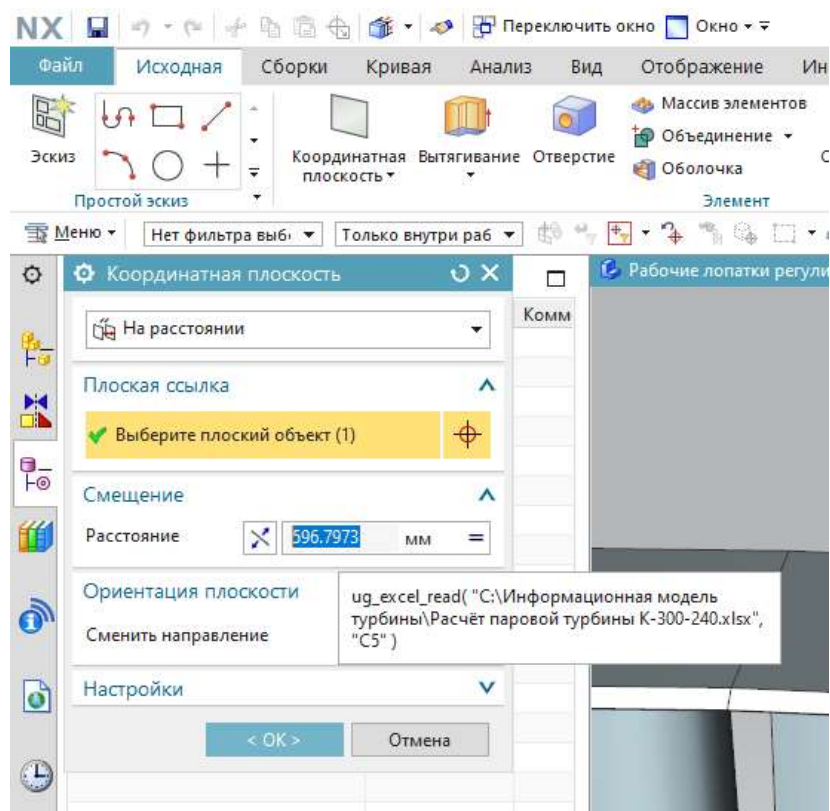 NX Переключить окно Окно
Файл Исходная Сборки Кривая Анализ Вид Отображение Ин
Эскиз
Простой эскиз
Координатная плоскость
Вытягивание
Отверстие
Массив элементов
Объединение
Оболочка
Элемент
Меню Нет фильтра выб Только внутри раб
Координатная плоскость
Рабочие лопатки регули
На расстоянии
Комм
Плоская ссылка
Выберите плоский объект (1)
Смещение
Расстояние 596.7973 мм =
Ориентация плоскости
Сменить направление
ug_excel_read( "C:\Информационная модель
турбины\Расчёт паровой турбины К-300-240.xlsx",
"C5" )
Настройки
< OK > Отмена